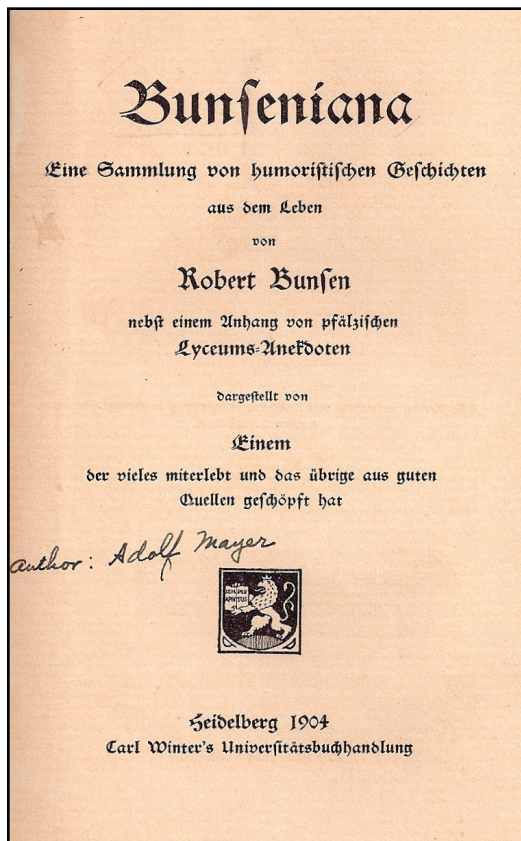 Bunſeniana
Eine Sammlung von humoriſtiſchen Geſchichten
aus dem Leben
von
Robert Bunſen
nebſt einem Anhang von pfälziſchen
Lyceums-Anekdoten
dargeſtellt von
Einem
der vieles miterlebt und das übrige aus guten
Quellen geſchöpft hat
author: Adolf Mayer
SEMPER
APERTUS
Heidelberg 1904
Carl Winter's Univerſitätsbuchhandlung